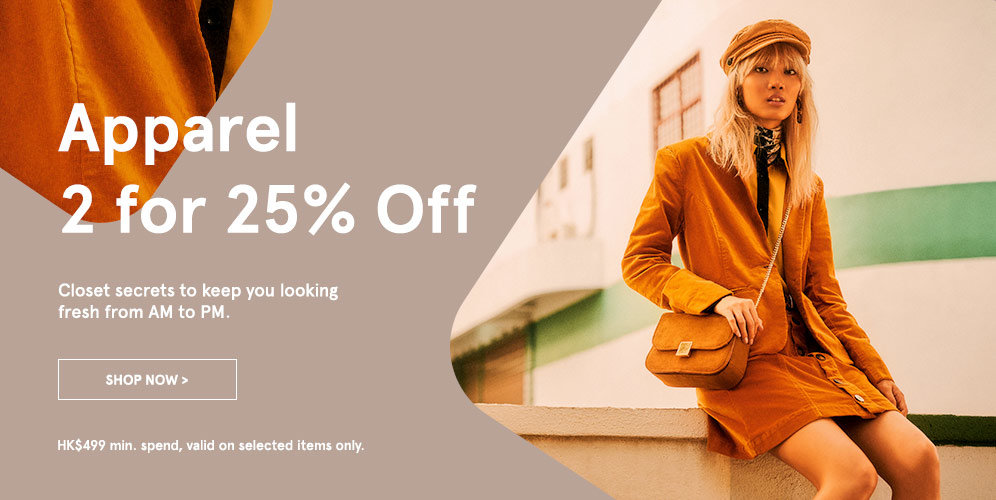 Apparel
2 for 25% Off
Closet secrets to keep you looking
fresh from AM to PM.
SHOP NOW >
HK$499 min. spend, valid on selected items only.